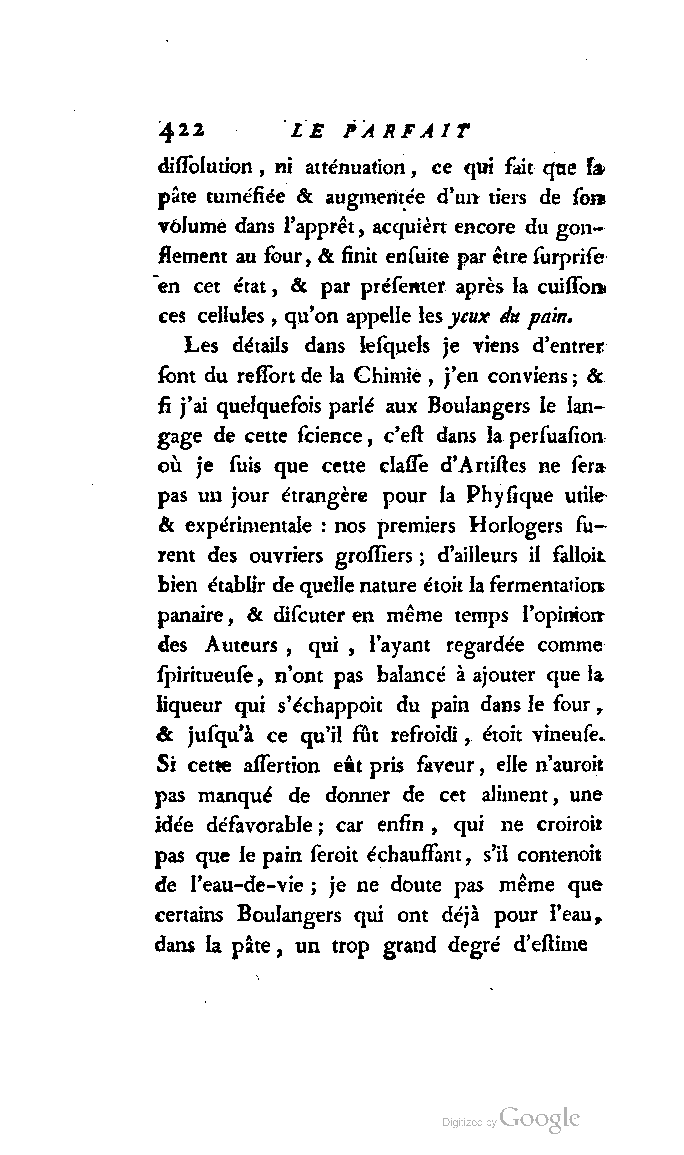 422 LE PARFAIT
diſſolution, ni atténuation, ce qui fait que la
pâte tuméfiée & augmentée d'un tiers de ſon
volume dans l'apprêt, acquièrt encore du gon-
flement au four, & finit enſuite par être ſurpriſe
en cet état, & par préſenter après la cuiſſon
ces cellules, qu'on appelle les yeux du pain.
Les détails dans leſquels je viens d'entrer
ſont du reſſort de la Chimie, j'en conviens; &
ſi j'ai quelquefois parlé aux Boulangers le lan-
gage de cette ſcience, c'eſt dans la perſuaſion
où je ſuis que cette claſſe d'Artiſtes ne ſera
pas un jour étrangère pour la Phyſique utile
& expérimentale : nos premiers Horlogers fu-
rent des ouvriers groſſiers; d'ailleurs il falloit
bien établir de quelle nature étoit la fermentation
panaire, & diſcuter en même temps l'opinion
des Auteurs, qui, l'ayant regardée comme
ſpiritueuſe, n'ont pas balancé à ajouter que la
liqueur qui s'échappoit du pain dans le four,
& juſqu'à ce qu'il fût refroidi, étoit vineuſe.
Si cette aſſertion eût pris faveur, elle n'auroit
pas manqué de donner de cet aliment, une
idée défavorable; car enfin, qui ne croiroit
pas que le pain ſeroit échauffant, s'il contenoit
de l'eau-de-vie; je ne doute pas même que
certains Boulangers qui ont déjà pour l'eau,
dans la pâte, un trop grand degré d'eſtime
Digitized by Google